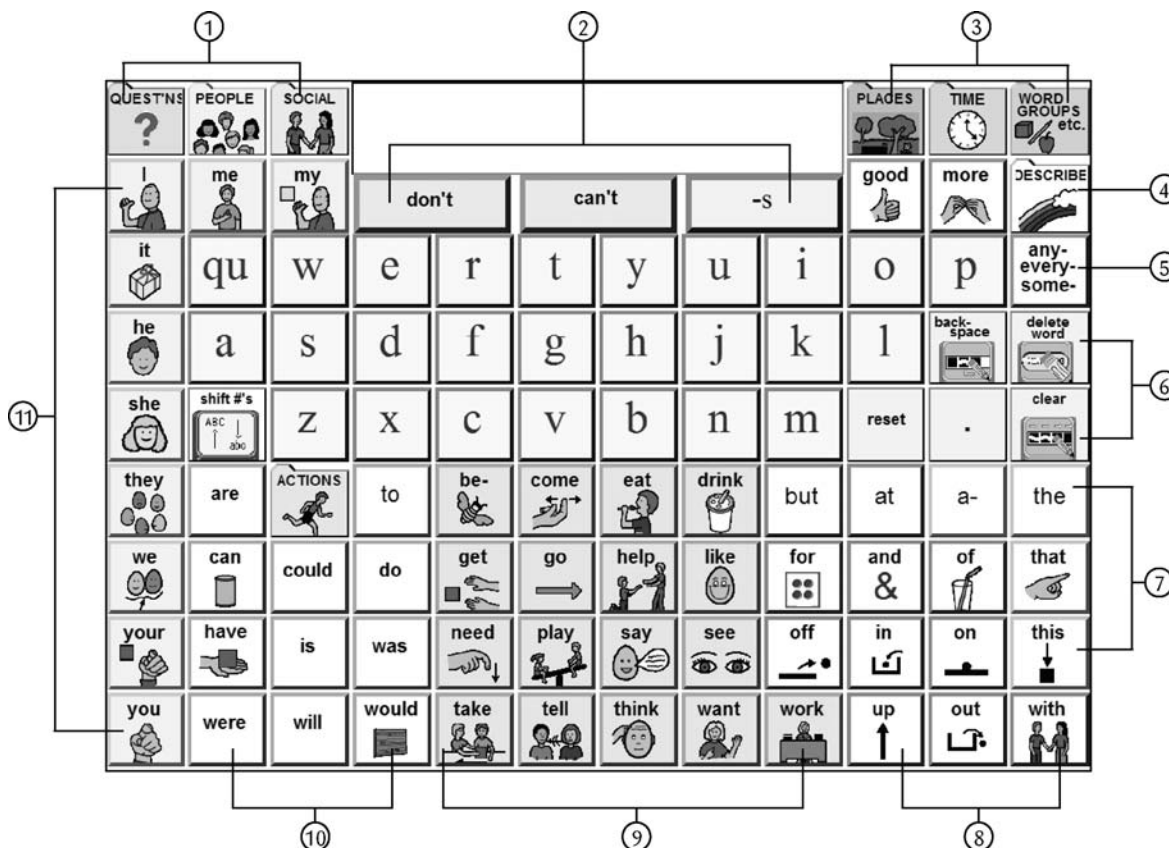 1 2 3
QUEST'NS PEOPLE SOCIAL PLACES TIME WORD GROUPS etc.
?
I me my don't can't -s good more DESCRIBE 4
it qu w e r t y u i o p any- every- some- 5
he a s d f g h j k l back- space delete word
6
11 she shift #'s ABC abc z x c v b n m reset . clear
they are ACTIONS to be- come eat drink but at a- the
we can could do get go help like for and & of that 7
your have is was need play say see off in on this
you were will would take tell think want work up out with
10 9 8